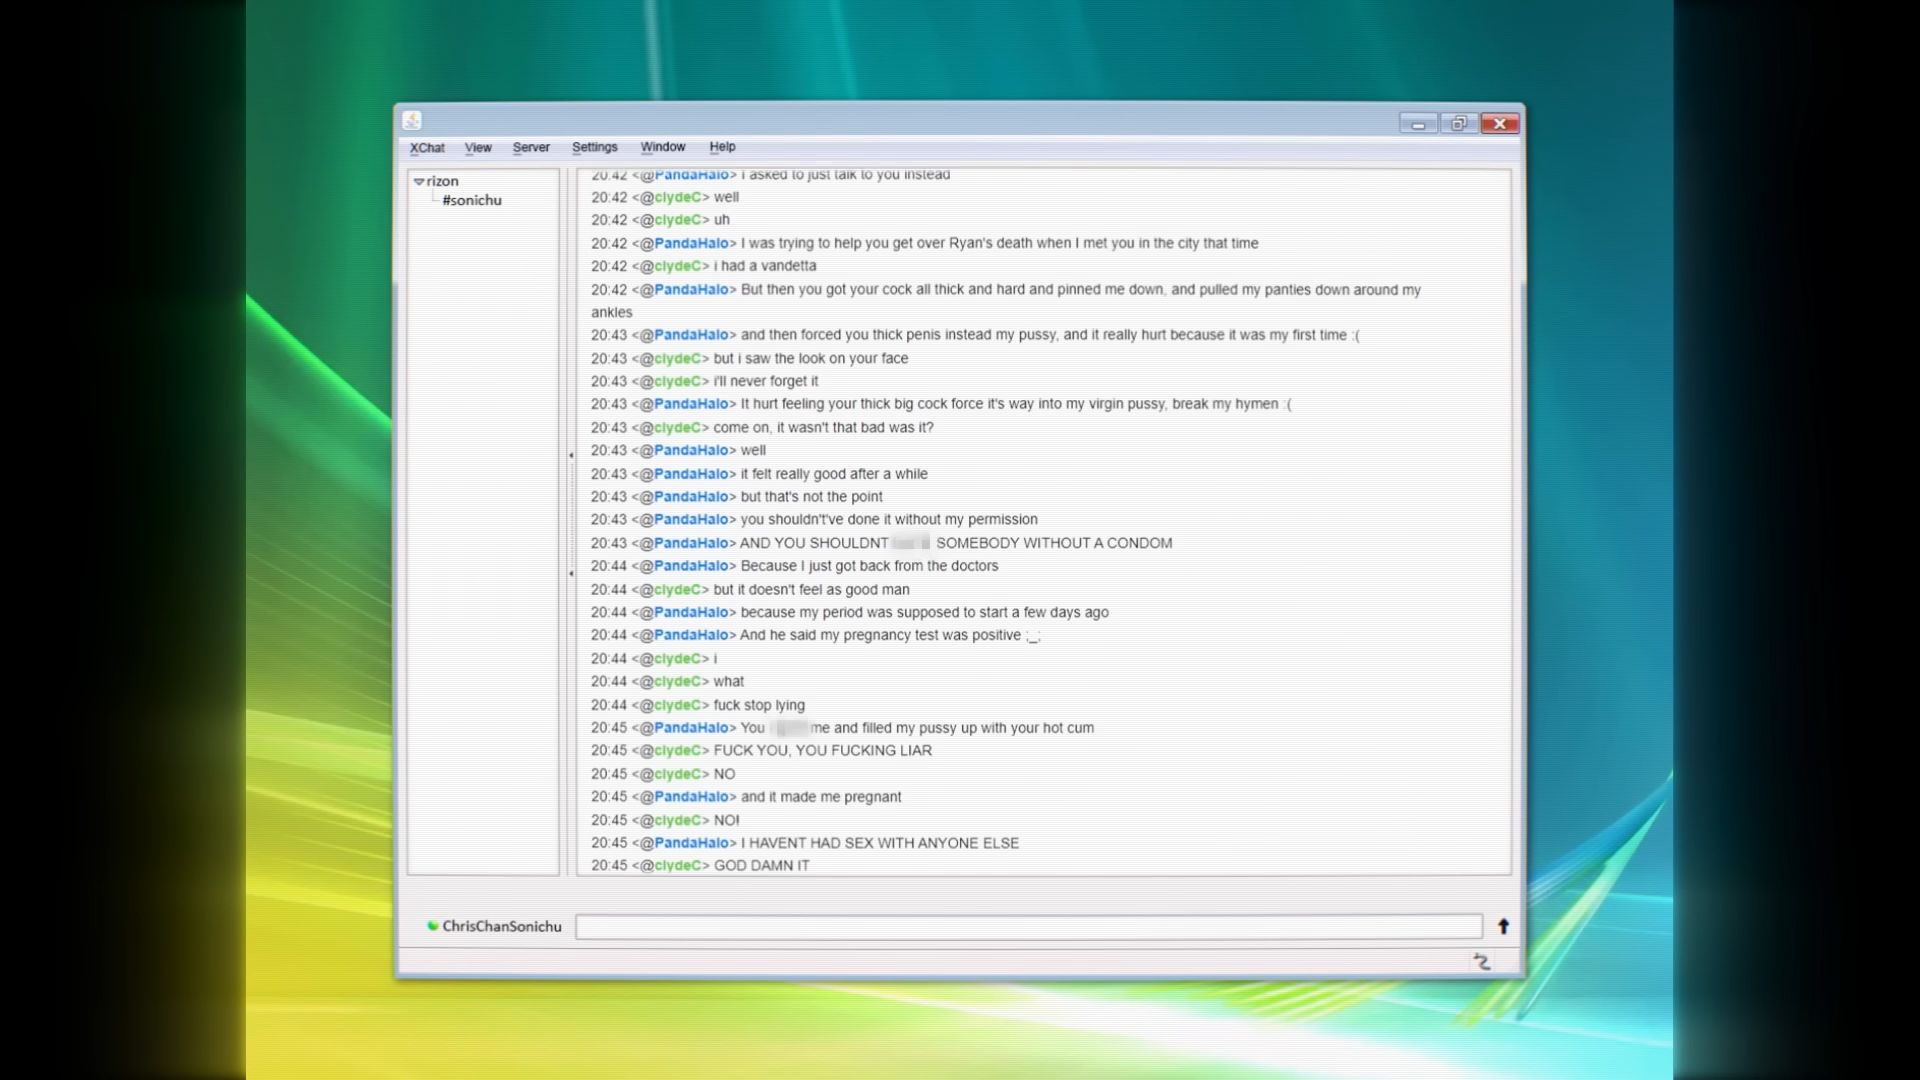 XChat View Server Settings Window Help
rizon
#sonichu
20:42 <@PandaHalo> i asked to just talk to you instead
20:42 <@clydeC> well
20:42 <@clydeC> uh
20:42 <@PandaHalo> I was trying to help you get over Ryan's death when I met you in the city that time
20:42 <@clydeC> i had a vandetta
20:42 <@PandaHalo> But then you got your cock all thick and hard and pinned me down, and pulled my panties down around my
ankles
20:43 <@PandaHalo> and then forced you thick penis instead my pussy, and it really hurt because it was my first time :(
20:43 <@clydeC> but i saw the look on your face
20:43 <@clydeC> i'll never forget it
20:43 <@PandaHalo> It hurt feeling your thick big cock force it's way into my virgin pussy, break my hymen :(
20:43 <@clydeC> come on, it wasn't that bad was it?
20:43 <@PandaHalo> well
20:43 <@PandaHalo> it felt really good after a while
20:43 <@PandaHalo> but that's not the point
20:43 <@PandaHalo> you shouldn't've done it without my permission
20:43 <@PandaHalo> AND YOU SHOULDNT SOMEBODY WITHOUT A CONDOM
20:44 <@PandaHalo> Because I just got back from the doctors
20:44 <@clydeC> but it doesn't feel as good man
20:44 <@PandaHalo> because my period was supposed to start a few days ago
20:44 <@PandaHalo> And he said my pregnancy test was positive ;_;
20:44 <@clydeC> i
20:44 <@clydeC> what
20:44 <@clydeC> fuck stop lying
20:45 <@PandaHalo> You me and filled my pussy up with your hot cum
20:45 <@clydeC> FUCK YOU, YOU FUCKING LIAR
20:45 <@clydeC> NO
20:45 <@PandaHalo> and it made me pregnant
20:45 <@clydeC> NO!
20:45 <@PandaHalo> I HAVENT HAD SEX WITH ANYONE ELSE
20:45 <@clydeC> GOD DAMN IT
ChrisChanSonichu